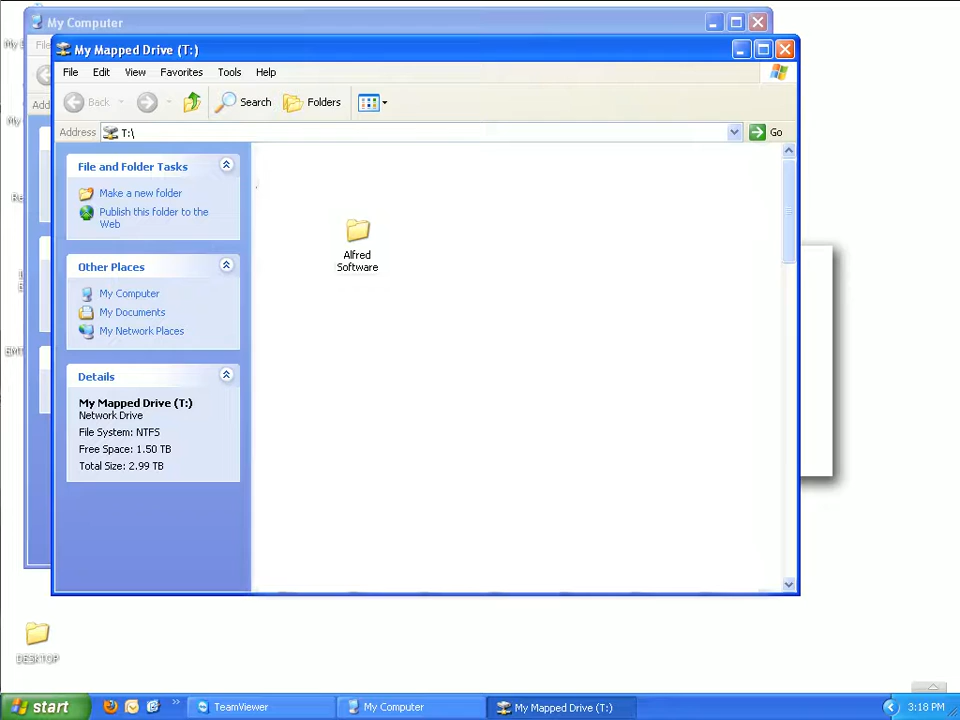 My Computer
My Mapped Drive (T:)
File Edit View Favorites Tools Help
Back Search Folders
Address T:\ Go
File and Folder Tasks
Make a new folder
Publish this folder to the
Web
Other Places
My Computer
My Documents
My Network Places
Details
My Mapped Drive (T:)
Network Drive
File System: NTFS
Free Space: 1.50 TB
Total Size: 2.99 TB
Alfred
Software
DESKTOP
start TeamViewer My Computer My Mapped Drive (T:) 3:18 PM